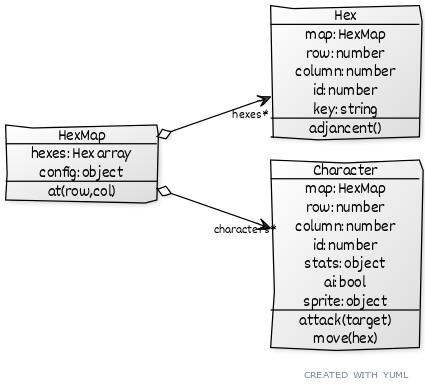 HexMap
hexes: Hex array
config: object
at(row,col)
hexes*
characters*
Hex
map: HexMap
row: number
column: number
id: number
key: string
adjancent()
Character
map: HexMap
row: number
column: number
id: number
stats: object
ai: bool
sprite: object
attack(target)
move(hex)
CREATED WITH YUML